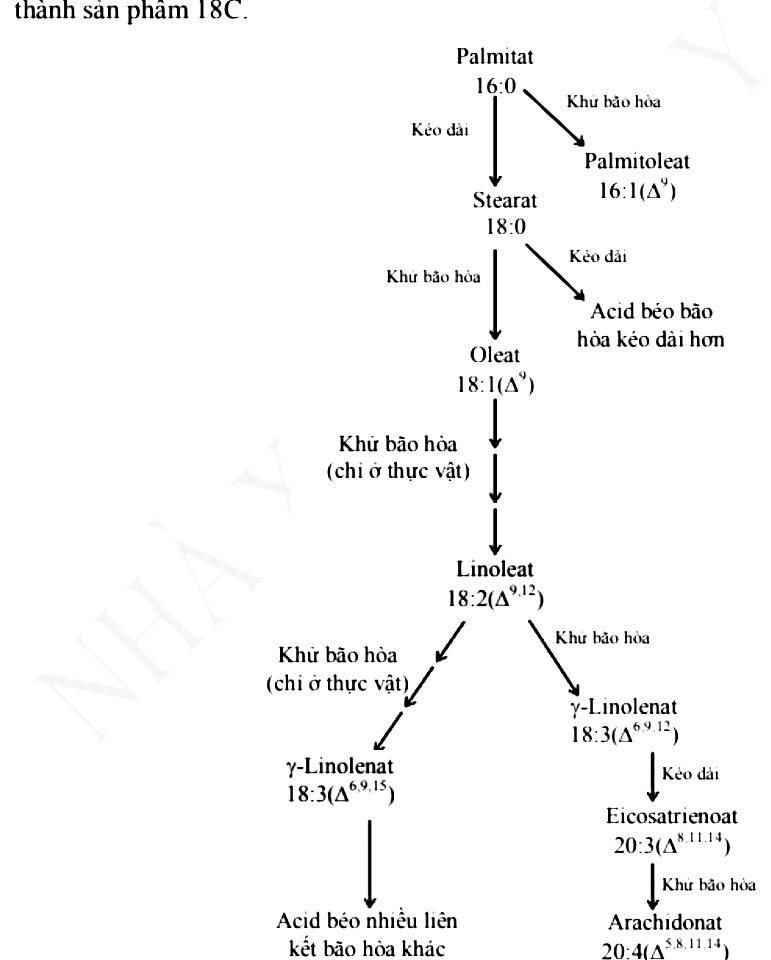 thành sản phẩm 18C.
Palmitat
16:0
Khử bão hòa
Kéo dài
Palmitoleat
16:1(Δ⁹)
Stearat
18:0
Kéo dài
Khử bão hòa
Acid béo bão
hòa kéo dài hơn
Oleat
18:1(Δ⁹)
Khử bão hòa
(chỉ ở thực vật)
Linoleat
18:2(Δ⁹,¹²)
Khử bão hòa
Khử bão hòa
(chỉ ở thực vật)
γ-Linolenat
18:3(Δ⁶,⁹,¹²)
Kéo dài
γ-Linolenat
18:3(Δ⁶,⁹,¹⁵)
Eicosatrienoat
20:3(Δ⁸,¹¹,¹⁴)
Khử bão hòa
Acid béo nhiều liên
kết bão hòa khác
Arachidonat
20:4(Δ⁵,⁸,¹¹,¹⁴)
NHÀ Y
Y